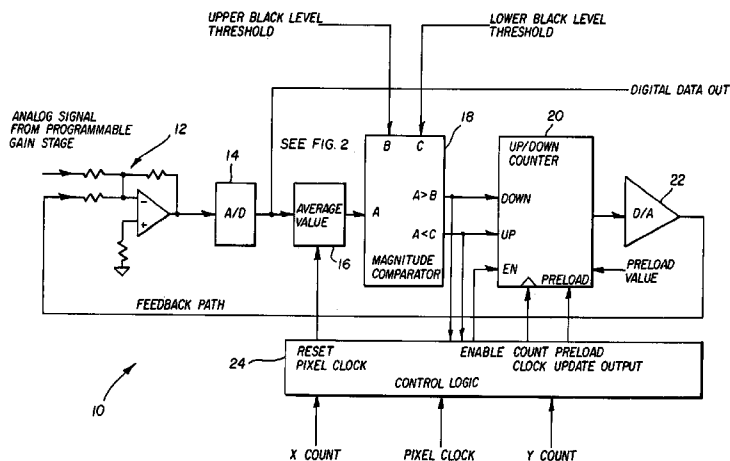 UPPER BLACK LEVEL
THRESHOLD
LOWER BLACK LEVEL
THRESHOLD
DIGITAL DATA OUT
ANALOG SIGNAL
FROM PROGRAMMABLE
GAIN STAGE
12
14
A/D
SEE FIG. 2
AVERAGE
VALUE
16
18
B C
A
A>B
A<C
MAGNITUDE
COMPARATOR
20
UP/DOWN
COUNTER
DOWN
UP
EN
PRELOAD
22
D/A
PRELOAD
VALUE
-
+
FEEDBACK PATH
24
RESET
PIXEL CLOCK
ENABLE COUNT PRELOAD
CLOCK UPDATE OUTPUT
CONTROL LOGIC
10
X COUNT
PIXEL CLOCK
Y COUNT